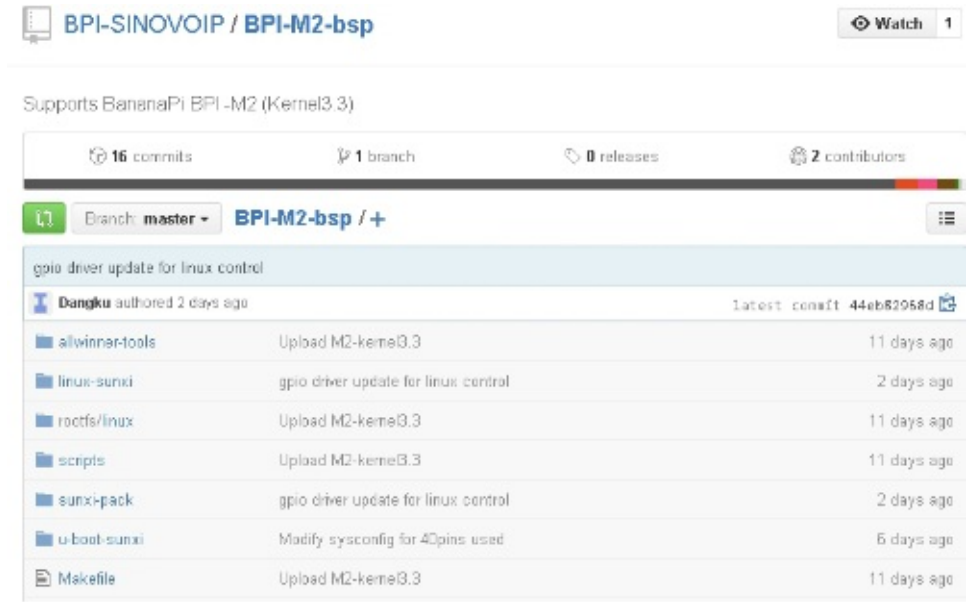 BPI-SINOVOIP / BPI-M2-bsp
Watch 1
Supports BananaPi BPI -M2 (Kernel3.3)
16 commits 1 branch 0 releases 2 contributors
Branch: master BPI-M2-bsp / +
gpio driver update for linux control
Dangku authored 2 days ago latest commit 44eb82968d
allwinner-tools Upload M2-kernel3.3 11 days ago
linux-sunxi gpio driver update for linux control 2 days ago
rootfs/linux Upload M2-kernel3.3 11 days ago
scripts Upload M2-kernel3.3 11 days ago
sunxi-pack gpio driver update for linux control 2 days ago
u-boot-sunxi Modify sysconfig for 40pins used 6 days ago
Makefile Upload M2-kernel3.3 11 days ago